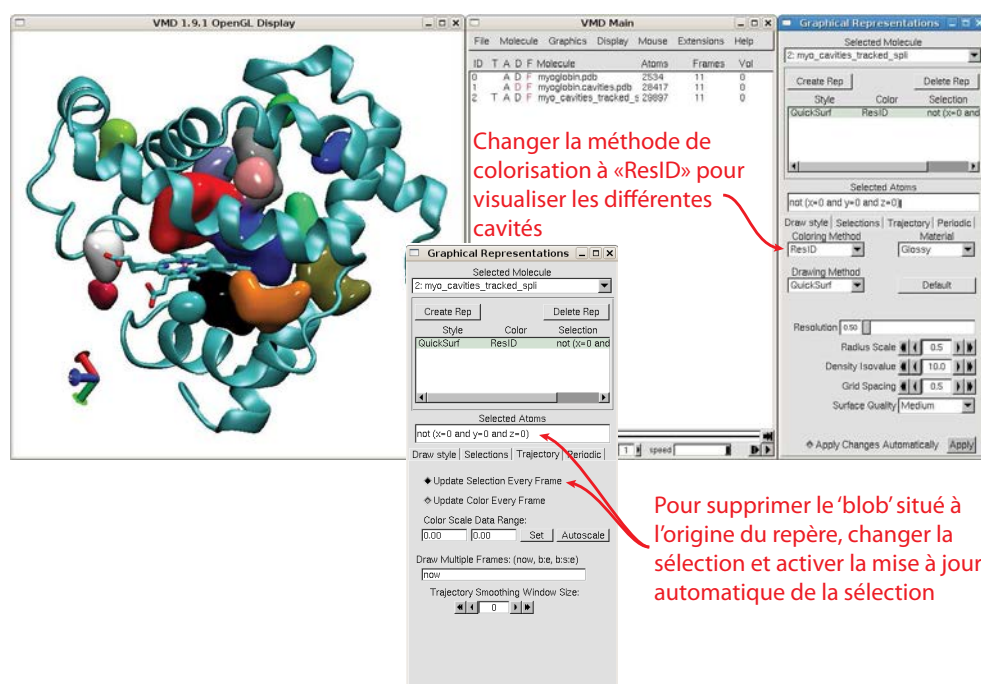 VMD 1.9.1 OpenGL Display
VMD Main
File Molecule Graphics Display Mouse Extensions Help
ID T A D F Molecule Atoms Frames Vol
0 A D F myoglobin.pdb 2534 11 0
1 A D F myoglobin.cavities.pdb 28417 11 0
2 T A D F myo_cavities_tracked_s 29897 11 0
1 speed
Changer la méthode de
colorisation à «ResID» pour
visualiser les différentes
cavités
Graphical Representations
Selected Molecule
2: myo_cavities_tracked_spli
Create Rep Delete Rep
Style Color Selection
QuickSurf ResID not (x=0 and
Selected Atoms
not (x=0 and y=0 and z=0)
Draw style Selections Trajectory Periodic
Coloring Method Material
ResID Glossy
Drawing Method
QuickSurf Default
Resolution 0.50
Radius Scale 0.5
Density Isovalue 10.0
Grid Spacing 0.5
Surface Quality Medium
Apply Changes Automatically Apply
Graphical Representations
Selected Molecule
2: myo_cavities_tracked_spli
Create Rep Delete Rep
Style Color Selection
QuickSurf ResID not (x=0 and
Selected Atoms
not (x=0 and y=0 and z=0)
Draw style Selections Trajectory Periodic
Update Selection Every Frame
Update Color Every Frame
Color Scale Data Range:
0.00 0.00 Set Autoscale
Draw Multiple Frames: (now, b:e, b:s:e)
now
Trajectory Smoothing Window Size:
0
Pour supprimer le ‘blob’ situé à
l’origine du repère, changer la
sélection et activer la mise à jour
automatique de la sélection